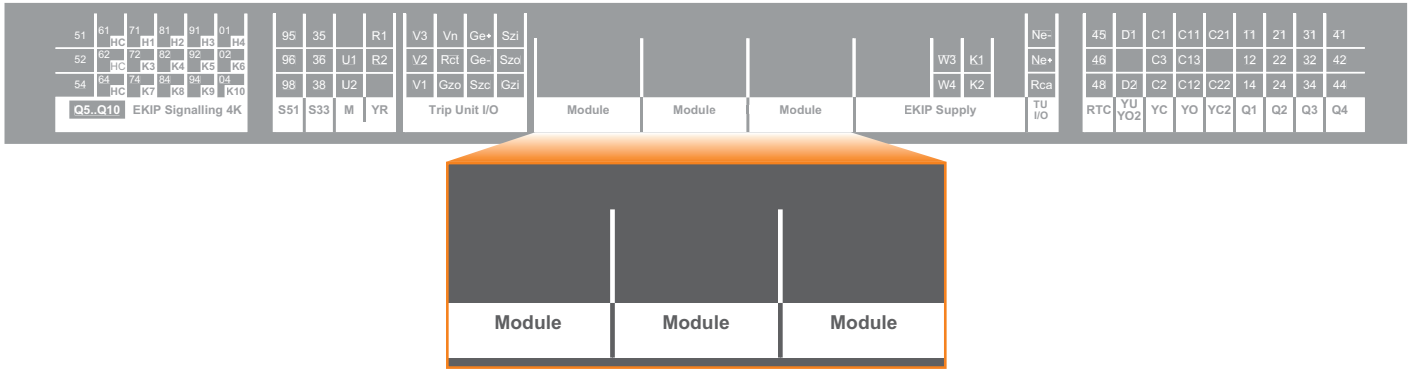 51 61 HC 71 H1 81 H2 91 H3 01 H4 95 35 R1 V3 Vn Ge+ Szi Ne- 45 D1 C1 C11 C21 11 21 31 41
52 62 HC 72 K3 82 K4 92 K5 02 K6 96 36 U1 R2 V2 Rct Ge- Szo W3 K1 Ne+ 46 C3 C13 12 22 32 42
54 64 HC 74 K7 84 K8 94 K9 04 K10 98 38 U2 V1 Gzo Szc Gzi W4 K2 Rca 48 D2 C2 C12 C22 14 24 34 44
Q5..Q10 EKIP Signalling 4K S51 S33 M YR Trip Unit I/O Module Module Module EKIP Supply TU I/O RTC YU YO2 YC YO YC2 Q1 Q2 Q3 Q4
Module Module Module